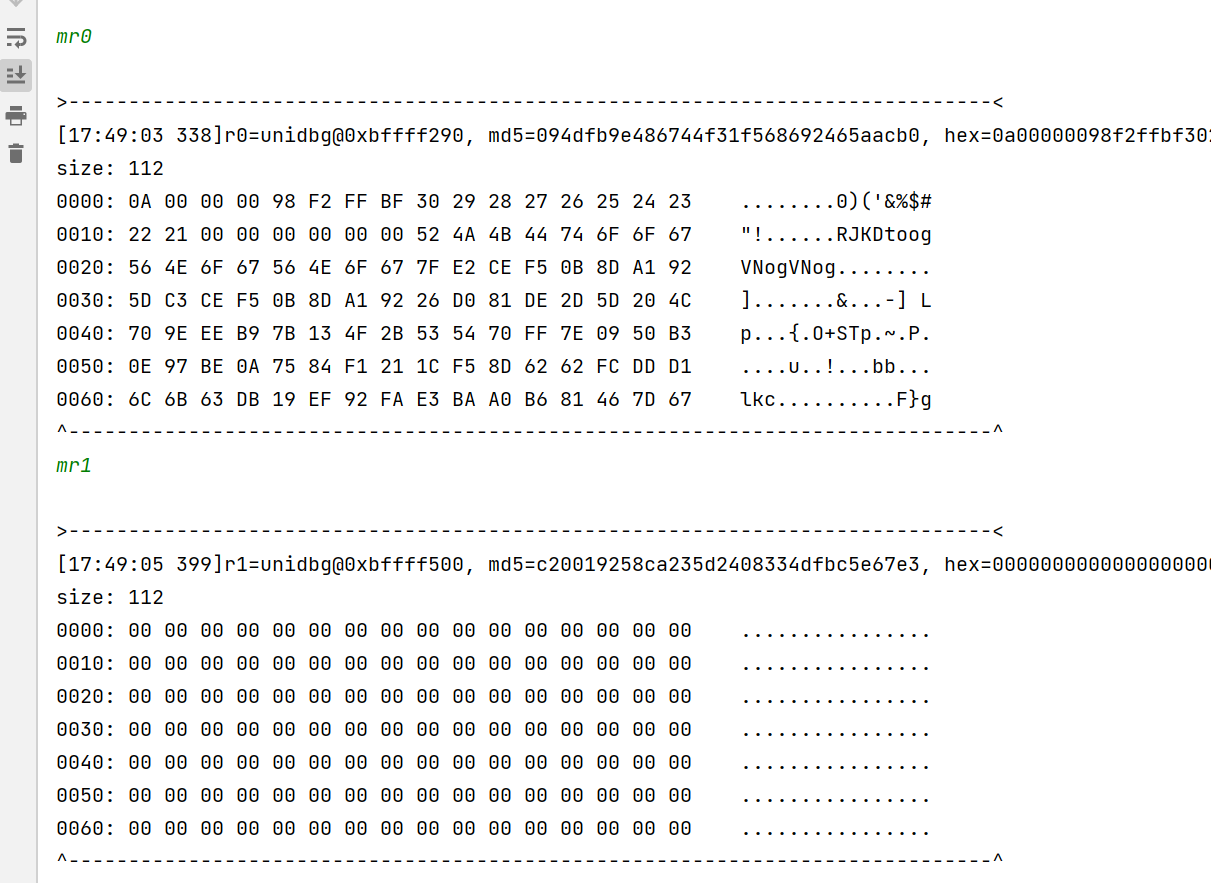 mr0
>-----------------------------------------------------------------------------<
[17:49:03 338]r0=unidbg@0xbffff290, md5=094dfb9e486744f31f568692465aacb0, hex=0a00000098f2ffbf302
size: 112
0000: 0A 00 00 00 98 F2 FF BF 30 29 28 27 26 25 24 23    ........0)('&%$#
0010: 22 21 00 00 00 00 00 00 52 4A 4B 44 74 6F 6F 67    "!......RJKDtoog
0020: 56 4E 6F 67 56 4E 6F 67 7F E2 CE F5 0B 8D A1 92    VNogVNog........
0030: 5D C3 CE F5 0B 8D A1 92 26 D0 81 DE 2D 5D 20 4C    ].......&...-] L
0040: 70 9E EE B9 7B 13 4F 2B 53 54 70 FF 7E 09 50 B3    p...{.O+STp.~.P.
0050: 0E 97 BE 0A 75 84 F1 21 1C F5 8D 62 62 FC DD D1    ....u..!...bb...
0060: 6C 6B 63 DB 19 EF 92 FA E3 BA A0 B6 81 46 7D 67    lkc..........F}g
^-----------------------------------------------------------------------------^
mr1
>-----------------------------------------------------------------------------<
[17:49:05 399]r1=unidbg@0xbffff500, md5=c20019258ca235d2408334dfbc5e67e3, hex=0000000000000000000
size: 112
0000: 00 00 00 00 00 00 00 00 00 00 00 00 00 00 00 00    ................
0010: 00 00 00 00 00 00 00 00 00 00 00 00 00 00 00 00    ................
0020: 00 00 00 00 00 00 00 00 00 00 00 00 00 00 00 00    ................
0030: 00 00 00 00 00 00 00 00 00 00 00 00 00 00 00 00    ................
0040: 00 00 00 00 00 00 00 00 00 00 00 00 00 00 00 00    ................
0050: 00 00 00 00 00 00 00 00 00 00 00 00 00 00 00 00    ................
0060: 00 00 00 00 00 00 00 00 00 00 00 00 00 00 00 00    ................
^-----------------------------------------------------------------------------^